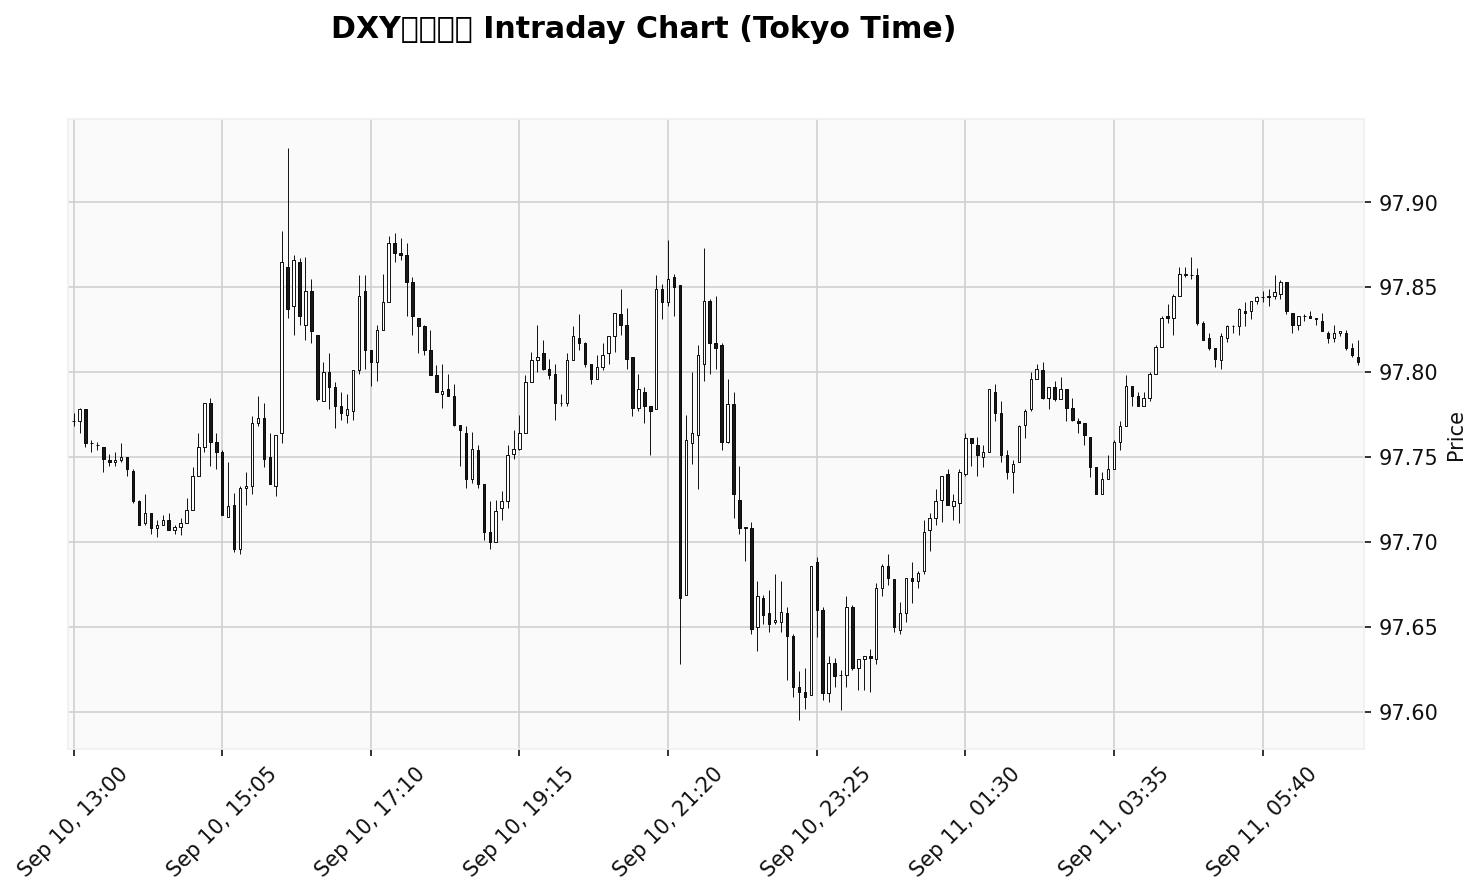 DXY□□□□ Intraday Chart (Tokyo Time)
97.90
97.85
97.80
97.75
97.70
97.65
97.60
Price
Sep 10, 13:00
Sep 10, 15:05
Sep 10, 17:10
Sep 10, 19:15
Sep 10, 21:20
Sep 10, 23:25
Sep 11, 01:30
Sep 11, 03:35
Sep 11, 05:40